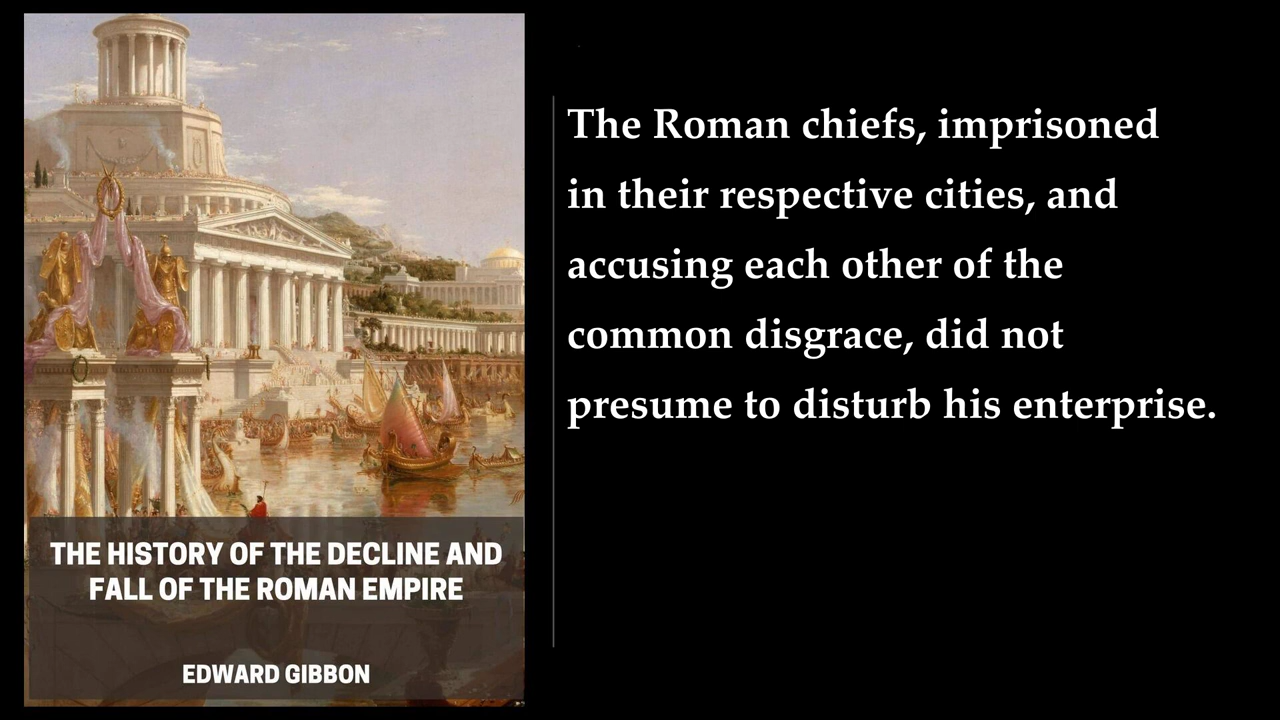 The Roman chiefs, imprisoned
in their respective cities, and
accusing each other of the
common disgrace, did not
presume to disturb his enterprise.
THE HISTORY OF THE DECLINE AND
FALL OF THE ROMAN EMPIRE
EDWARD GIBBON